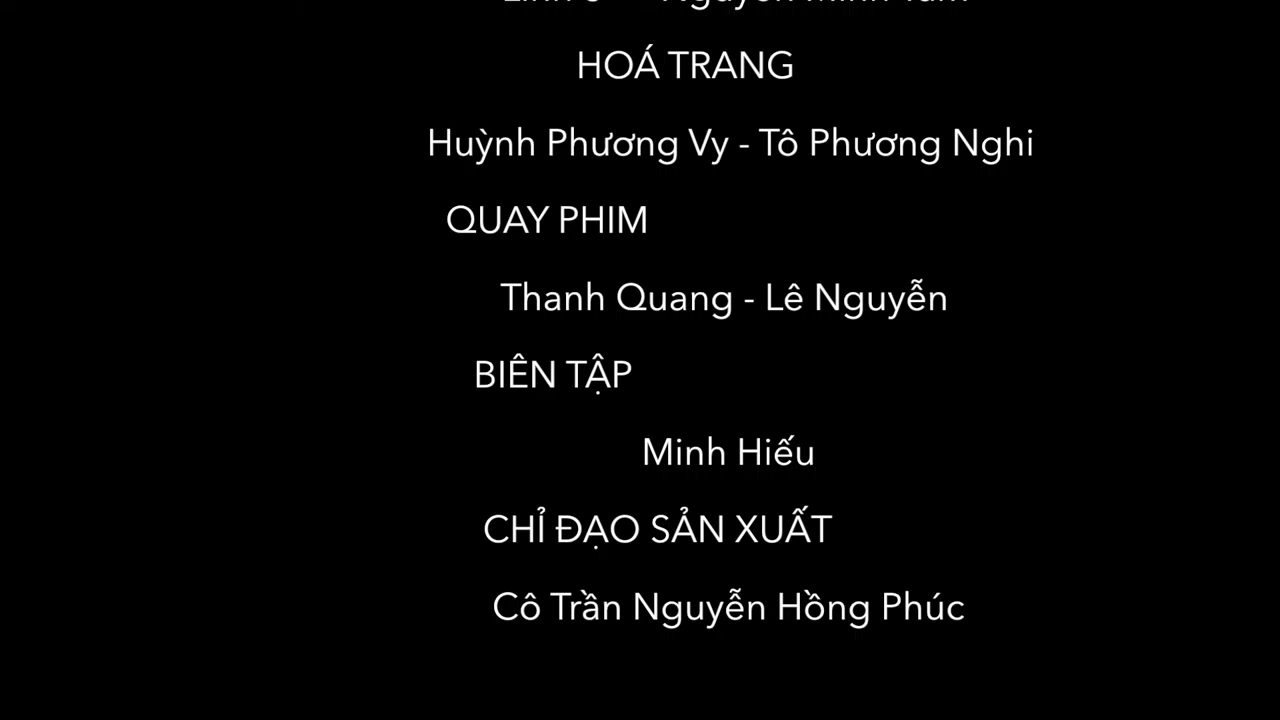 HOÁ TRANG
Huỳnh Phương Vy - Tô Phương Nghi
QUAY PHIM
Thanh Quang - Lê Nguyễn
BIÊN TẬP
Minh Hiếu
CHỈ ĐẠO SẢN XUẤT
Cô Trần Nguyễn Hồng Phúc